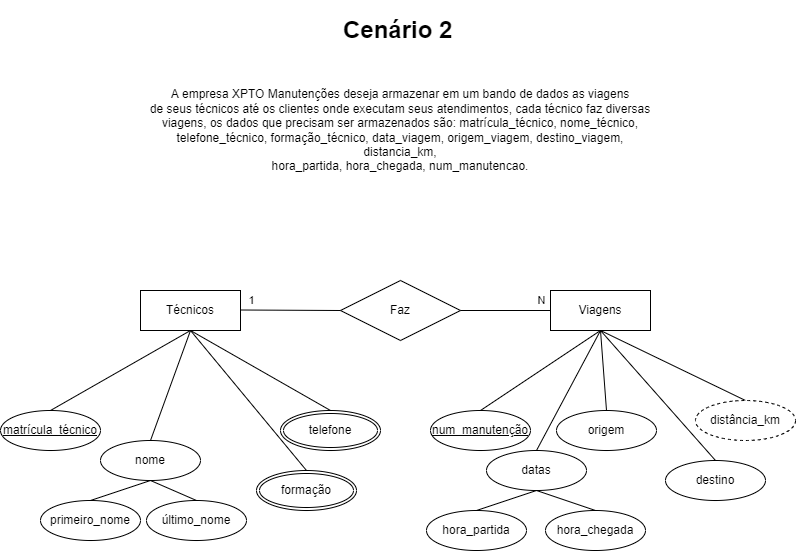 Cenário 2
A empresa XPTO Manutenções deseja armazenar em um bando de dados as viagens
de seus técnicos até os clientes onde executam seus atendimentos, cada técnico faz diversas
viagens, os dados que precisam ser armazenados são: matrícula_técnico, nome_técnico,
telefone_técnico, formação_técnico, data_viagem, origem_viagem, destino_viagem,
distancia_km,
hora_partida, hora_chegada, num_manutencao.
Técnicos
1
Faz
N
Viagens
matrícula_técnico
nome
primeiro_nome
último_nome
telefone
formação
num_manutenção
datas
hora_partida
hora_chegada
origem
destino
distância_km